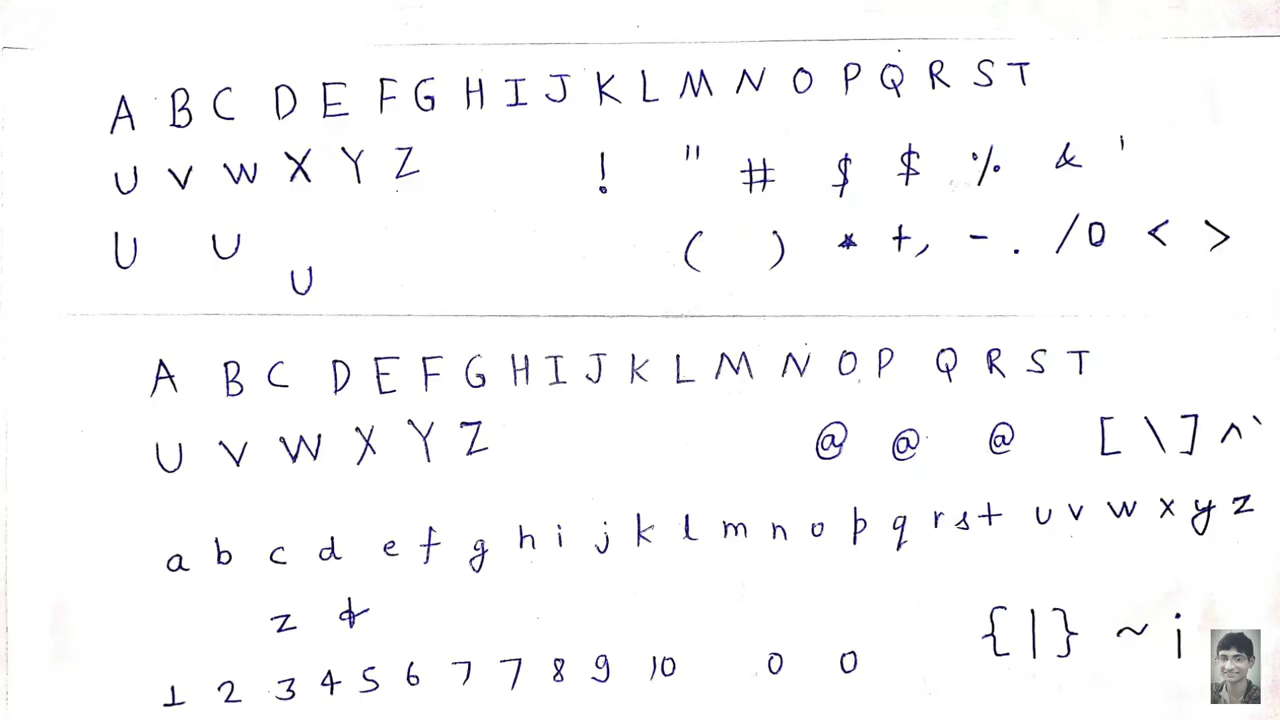 A B C D E F G H I J K L M N O P Q R S T
U V W X Y Z ! " # $ $ % & '
U U U ( ) * + , - . / 0 < >
A B C D E F G H I J K L M N O P Q R S T
U V W X Y Z @ @ @ [ \ ] ^ `
a b c d e f g h i j k l m n o p q r s t u v w x y z
z { | } ~ i
1 2 3 4 5 6 7 7 8 9 10 0 0